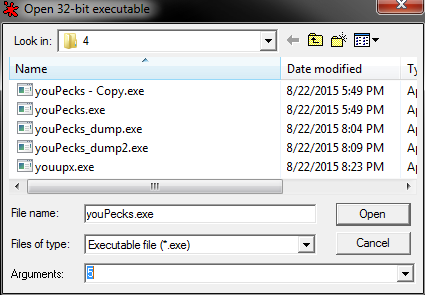 Open 32-bit executable
Look in: 4
Name Date modified Ty
youPecks - Copy.exe 8/22/2015 5:49 PM Ap
youPecks.exe 8/22/2015 5:49 PM Ap
youPecks_dump.exe 8/22/2015 8:04 PM Ap
youPecks_dump2.exe 8/22/2015 8:09 PM Ap
youupx.exe 8/22/2015 8:23 PM Ap
File name: youPecks.exe Open
Files of type: Executable file (*.exe) Cancel
Arguments: 5